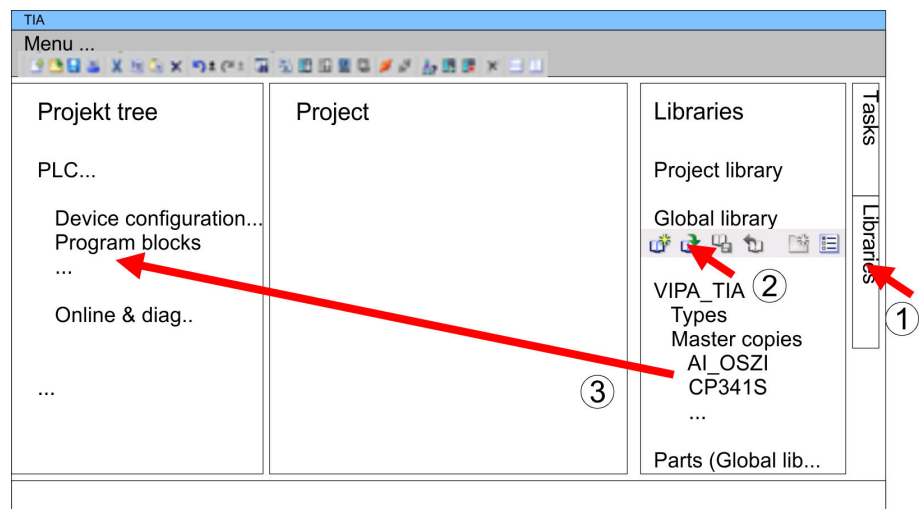 TIA
Menu ...
Projekt tree
PLC...
Device configuration...
Program blocks
...
Online & diag..
...
Project
③
Libraries
Project library
Global library
②
VIPA_TIA
Types
Master copies
AI_OSZI
CP341S
...
Parts (Global lib...
Tasks
Libraries
①